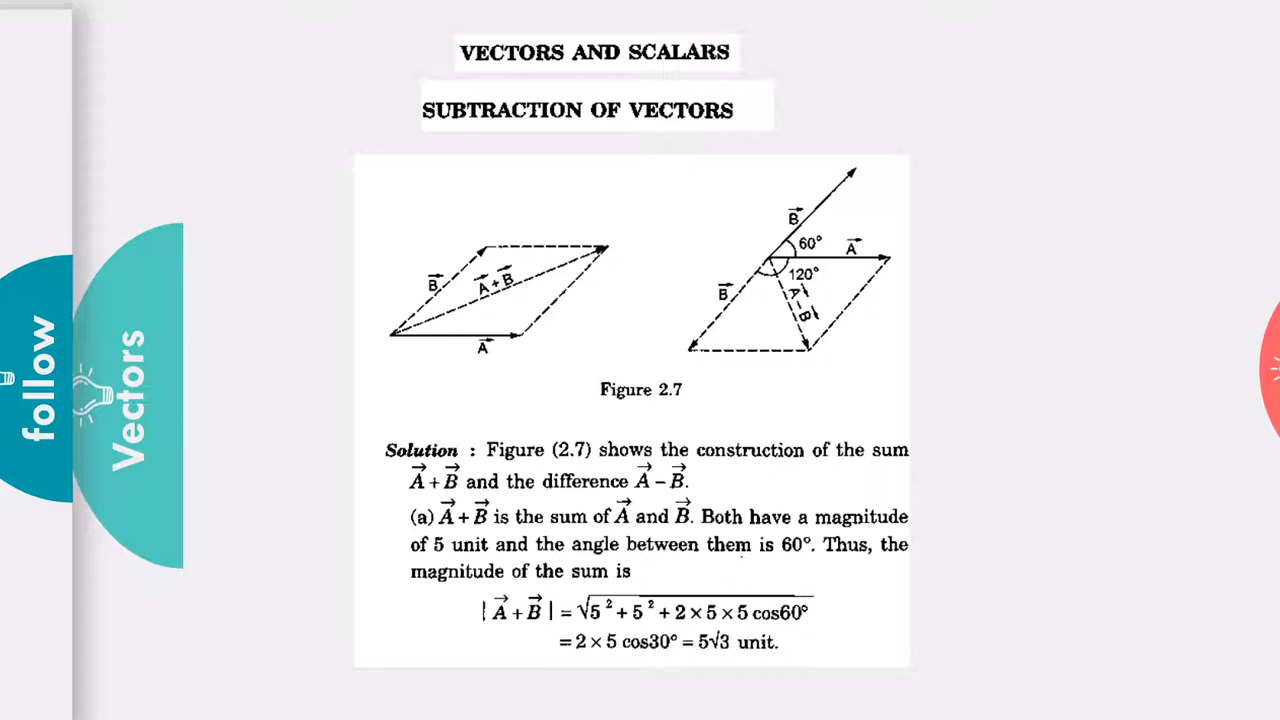 VECTORS AND SCALARS
SUBTRACTION OF VECTORS
follow
Vectors
B⃗
A⃗ + B⃗
A⃗
B⃗
60°
A⃗
120°
B⃗
A⃗ − B⃗
Figure 2.7
Solution : Figure (2.7) shows the construction of the sum
A⃗ + B⃗ and the difference A⃗ − B⃗.
(a) A⃗ + B⃗ is the sum of A⃗ and B⃗. Both have a magnitude
of 5 unit and the angle between them is 60°. Thus, the
magnitude of the sum is
| A⃗ + B⃗ | = √5² + 5² + 2 × 5 × 5 cos60°
= 2 × 5 cos30° = 5√3 unit.